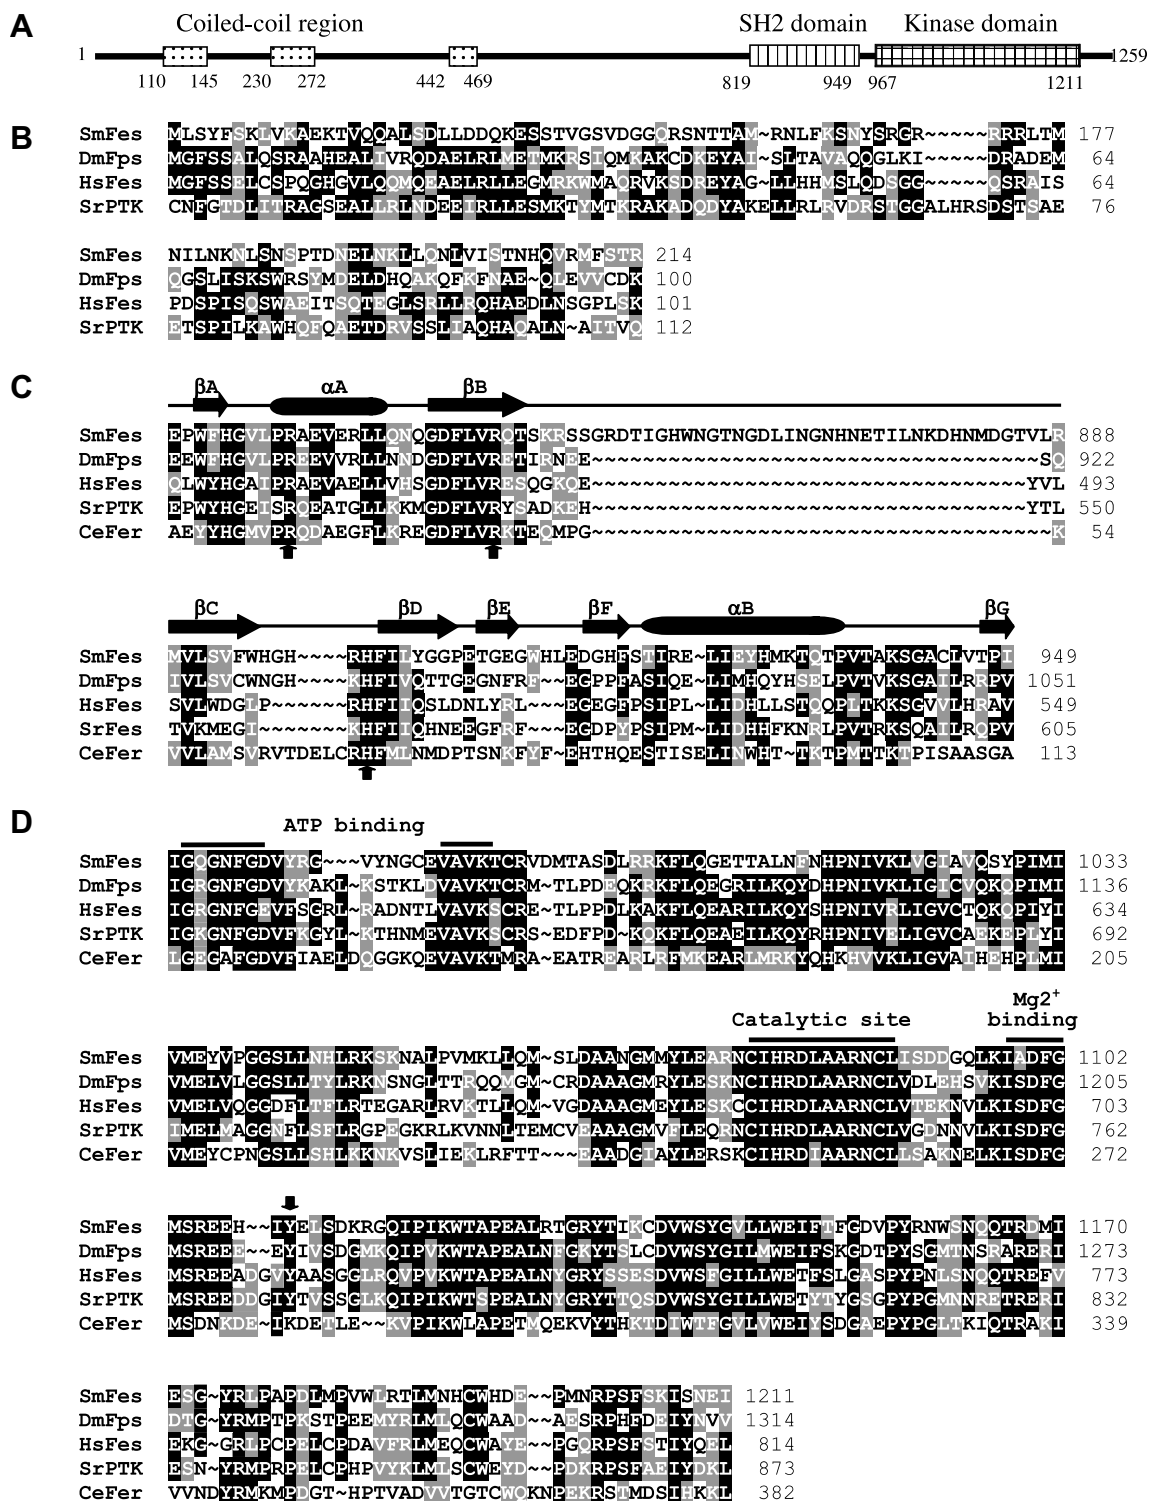 A
Coiled-coil region SH2 domain Kinase domain
1 1259
110 145 230 272 442 469 819 949 967 1211
B
SmFes MLSYFSKLVKAEKTVQQALSDLLDDQKESSTVGSVDGGQRSNTTAM~RNLFKSNYSRGR~~~~~RRRLTM 177
DmFps MGFSSALQSRAAHEALIVRQDAELRLMETMKRSIQMKAKCDKEYAI~SLTAVAQQGLKI~~~~~DRADEM 64
HsFes MGFSSELCSPQGHGVLQQMQEAELRLLEGMRKWMAQRVKSDREYAG~LLHHMSLQDSGG~~~~~QSRAIS 64
SrPTK CNFGTDLITRAGSEALLRLNDEEIRLLESMKTYMTKRAKADQDYAKELLRLRVDRSTGGALHRSDSTSAE 76
SmFes NILNKNLSNSPTDNELNKLLQNLVISTNHQVRMFSTR 214
DmFps QGSLISKSWRSYMDELDHQAKQFKFNAE~QLEVVCDK 100
HsFes PDSPISQSWAEITSQTEGLSRLLRQHAEDLNSGPLSK 101
SrPTK ETSPILKAWHQFQAETDRVSSLIAQHAQALN~AITVQ 112
C
βA αA βB
SmFes EPWFHGVLPRAEVERLLQNQGDFLVRQTSKRSSGRDTIGHWNGTNGDLINGNHNETILNKDHNMDGTVLR 888
DmFps EEWFHGVLPREEVVRLLNNDGDFLVRETIRNEE~~~~~~~~~~~~~~~~~~~~~~~~~~~~~~~~~~~SQ 922
HsFes QLWYHGAIPRAEVAELLVHSGDFLVRESQGKQE~~~~~~~~~~~~~~~~~~~~~~~~~~~~~~~~~~YVL 493
SrPTK EPWYHGEISRQEATGLLKKMGDFLVRYSADKEH~~~~~~~~~~~~~~~~~~~~~~~~~~~~~~~~~~YTL 550
CeFer AEYYHGMVPRQDAEGFLKREGDFLVRKTEQMPG~~~~~~~~~~~~~~~~~~~~~~~~~~~~~~~~~~~~K 54
βC βD βE βF αB βG
SmFes MVLSVFWHGH~~~~RHFILYGGPETGEGWHLEDGHFSTIRE~LIEYHMKTQTPVTAKSGACLVTPI 949
DmFps IVLSVCWNGH~~~~KHFIVQTTGEGNFRF~~EGPPFASIQE~LIMHQYHSELPVTVKSGAILRRPV 1051
HsFes SVLWDGLP~~~~~~RHFIIQSLDNLYRL~~~EGEGFPSIPL~LIDHLLSTQQPLTKKSGVVLHRAV 549
SrFes TVKMEGI~~~~~~~KHFIIQHNEEGFRF~~~EGDPYPSIPM~LIDHHFKNRLPVTRKSQAILRQPV 605
CeFer VVLAMSVRVTDELCRHFMLNMDPTSNKFYF~EHTHQESTISELINWHT~TKTPMTTKTPISAASGA 113
D
ATP binding
SmFes IGQGNFGDVYRG~~~VYNGCEVAVKTCRVDMTASDLRRKFLQGETTALNFNHPNIVKLVGIAVQSYPIMI 1033
DmFps IGRGNFGDVYKAKL~KSTKLDVAVKTCRM~TLPDEQKRKFLQEGRILKQYDHPNIVKLIGICVQKQPIMI 1136
HsFes IGRGNFGEVFSGRL~RADNTLVAVKSCRE~TLPPDLKAKFLQEARILKQYSHPNIVRLIGVCTQKQPIYI 634
SrPTK IGKGNFGDVFKGYL~KTHNMEVAVKSCRS~EDFPD~KQKFLQEAEILKQYRHPNIVELIGVCAEKEPLYI 692
CeFer LGEGAFGDVFIAELDQGGKQEVAVKTMRA~EATREARLRFMKEARLMRKYQHKHVVKLIGVAIHEHPLMI 205
Catalytic site Mg2+ binding
SmFes VMEYVPGGSLLNHLRKSKNALPVMKLLQM~SLDAANGMMYLEARNCIHRDLAARNCLISDDGQLKIADFG 1102
DmFps VMELVLGGSLLTYLRKNSNGLTTRQQMGM~CRDAAAGMRYLESKNCIHRDLAARNCLVDLEHSVKISDFG 1205
HsFes VMELVQGGDFLTFLRTEGARLRVKTLLQM~VGDAAAGMEYLESKCCIHRDLAARNCLVTEKNVLKISDFG 703
SrPTK IMELMAGGNFLSFLRGPEGKRLKVNNLTEMCVEAAAGMVFLEQRNCIHRDLAARNCLVGDNNVLKISDFG 762
CeFer VMEYCPNGSLLSHLKKNKVSLIEKLRFTT~~~EAADGIAYLERSKCIHRDIAARNCLLSAKNELKISDFG 272
SmFes MSREEH~~IYELSDKRGQIPIKWTAPEALRTGRYTIKCDVWSYGVLLWEIFTFGDVPYRNWSNQQTRDMI 1170
DmFps MSREEE~~EYIVSDGMKQIPVKWTAPEALNFGKYTSLCDVWSYGILMWEIFSKGDTPYSGMTNSRARERI 1273
HsFes MSREEADGVYAASGGLRQVPVKWTAPEALNYGRYSSESDVWSFGILLWETFSLGASPYPNLSNQQTREFV 773
SrPTK MSREEDDGIYTVSSGLKQIPIKWTSPEALNYGRYTTQSDVWSYGILLWETYTYGSGPYPGMNNRETRERI 832
CeFer MSDNKDE~IKDETLE~~KVPIKWLAPETMQEKVYTHKTDIWTFGVLVWEIYSDGAEPYPGLTKIQTRAKI 339
SmFes ESG~YRLPAPDLMPVWLRTLMNHCWHDE~~PMNRPSFSKISNEI 1211
DmFps DTG~YRMPTPKSTPEEMYRLMLQCWAAD~~AESRPHFDEIYNVV 1314
HsFes EKG~GRLPCPELCPDAVFRLMEQCWAYE~~PGQRPSFSTIYQEL 814
SrPTK ESN~YRMPRPELCPHPVYKLMLSCWEYD~~PDKRPSFAEIYDKL 873
CeFer VVNDYRMKMPDGT~HPTVADVVTGTCWQKNPEKRSTMDSIHKKL 382